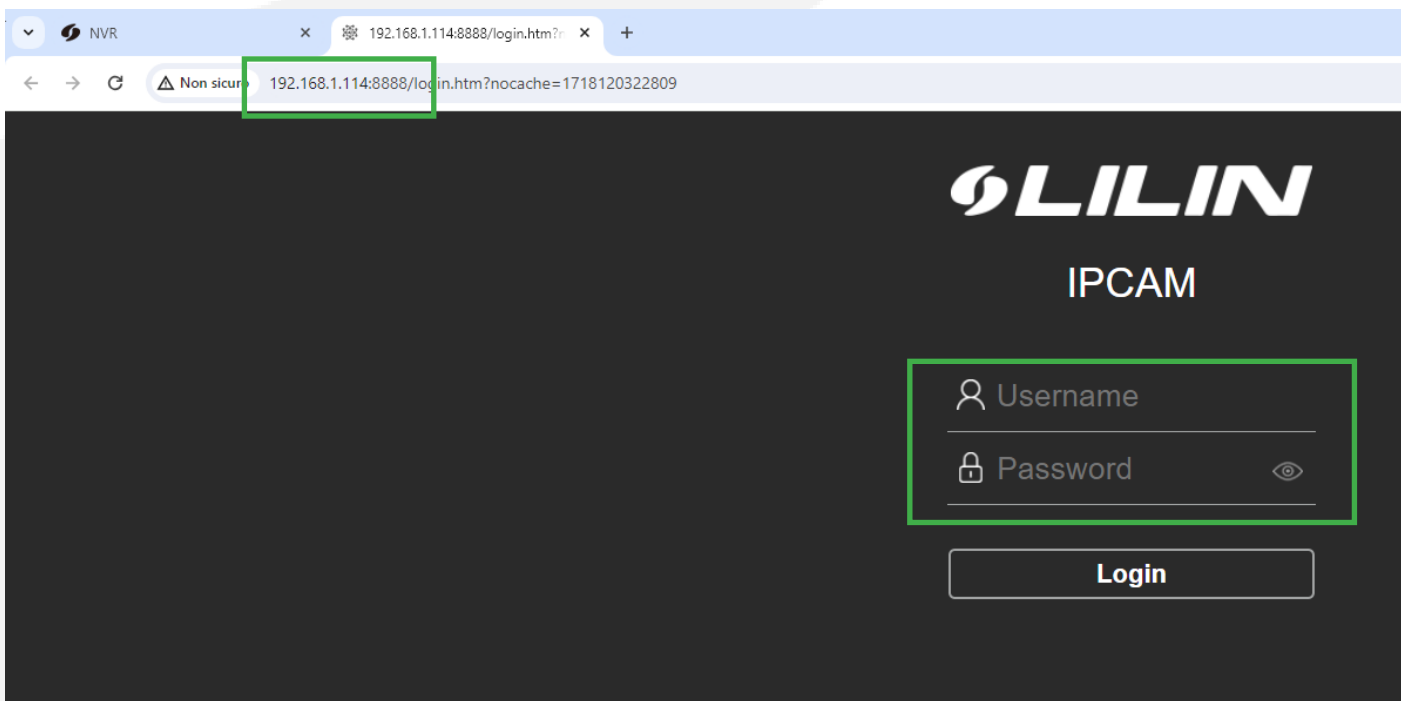 NVR
192.168.1.114:8888/login.htm?
Non sicuro 192.168.1.114:8888/login.htm?nocache=1718120322809
LILIN
IPCAM
Username
Password
Login